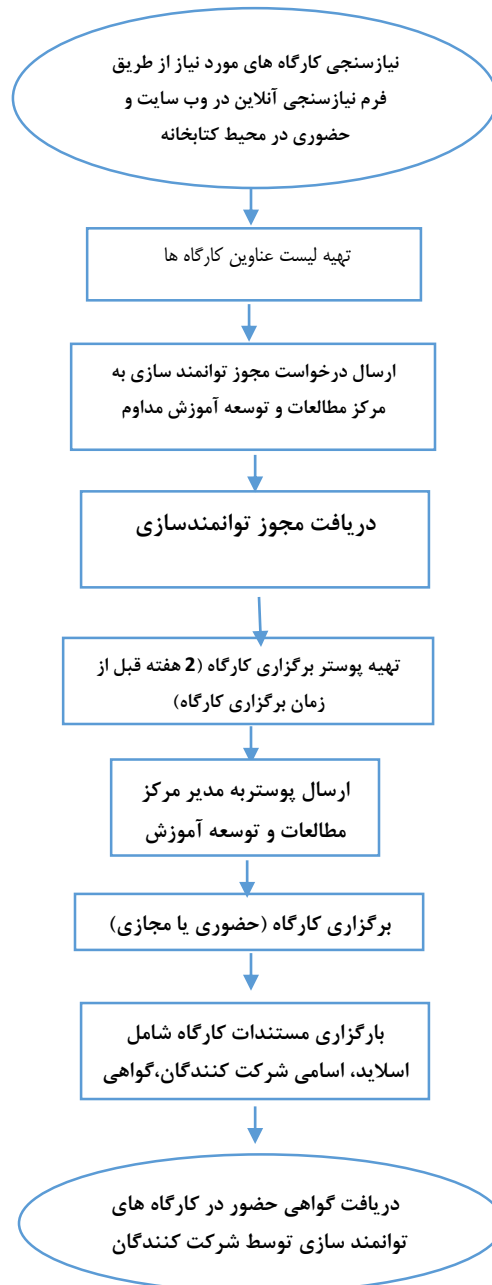 نیازسنجی کارگاه های مورد نیاز از طریق
فرم نیازسنجی آنلاین در وب سایت و
حضوری در محیط کتابخانه
تهیه لیست عناوین کارگاه ها
ارسال درخواست مجوز توانمند سازی به
مرکز مطالعات و توسعه آموزش مداوم
دریافت مجوز توانمندسازی
تهیه پوستر برگزاری کارگاه (2 هفته قبل از
زمان برگزاری کارگاه)
ارسال پوستربه مدیر مرکز
مطالعات و توسعه آموزش
برگزاری کارگاه (حضوری یا مجازی)
بارگزاری مستندات کارگاه شامل
اسلاید، اسامی شرکت کنندگان،گواهی
دریافت گواهی حضور در کارگاه های
توانمند سازی توسط شرکت کنندگان